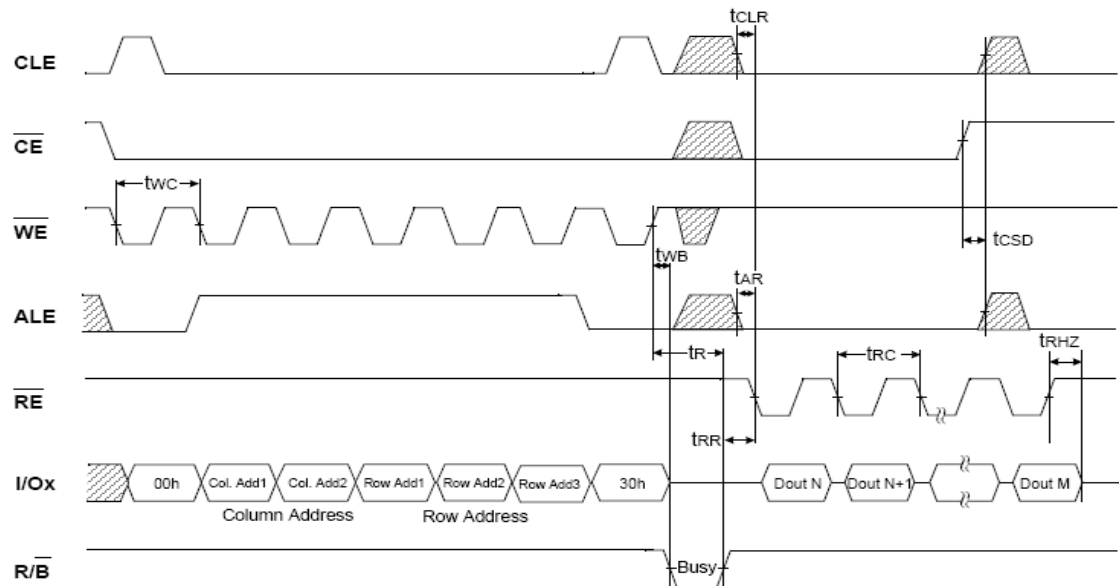 tCLR
CLE
CE
tWC
WE
tCSD
tWB
tAR
ALE
tRHZ
tR
tRC
RE
tRR
I/Ox
00h Col. Add1 Col. Add2 Row Add1 Row Add2 Row Add3 30h Dout N Dout N+1 Dout M
Column Address Row Address
R/B
Busy